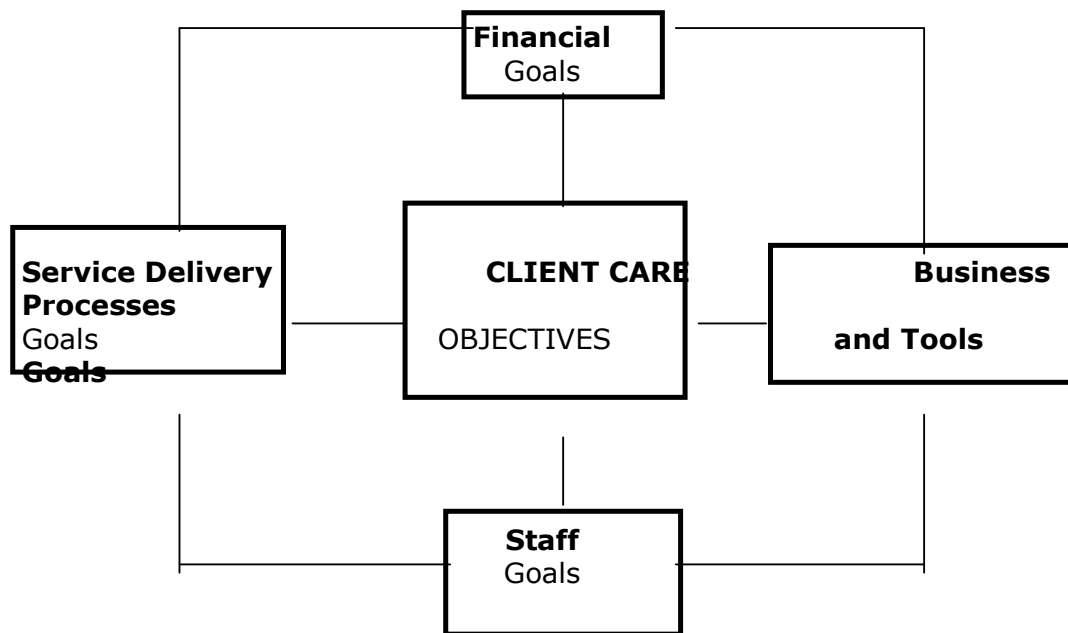 Financial
Goals
Service Delivery
Processes
Goals
Goals
CLIENT CARE
OBJECTIVES
Business
and Tools
Staff
Goals